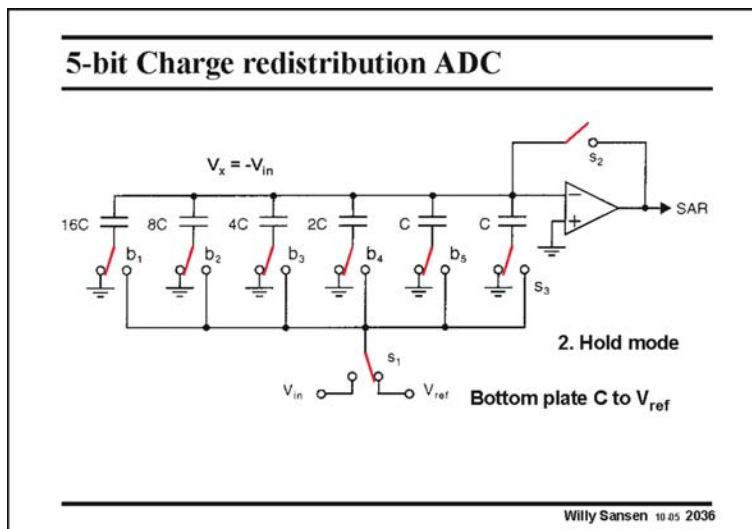 5-bit Charge redistribution ADC
Vx = -Vin
s2
SAR
16C 8C 4C 2C C C
b1 b2 b3 b4 b5 s3
2. Hold mode
s1
Vin Vref
Bottom plate C to Vref
Willy Sansen 10-05 2036